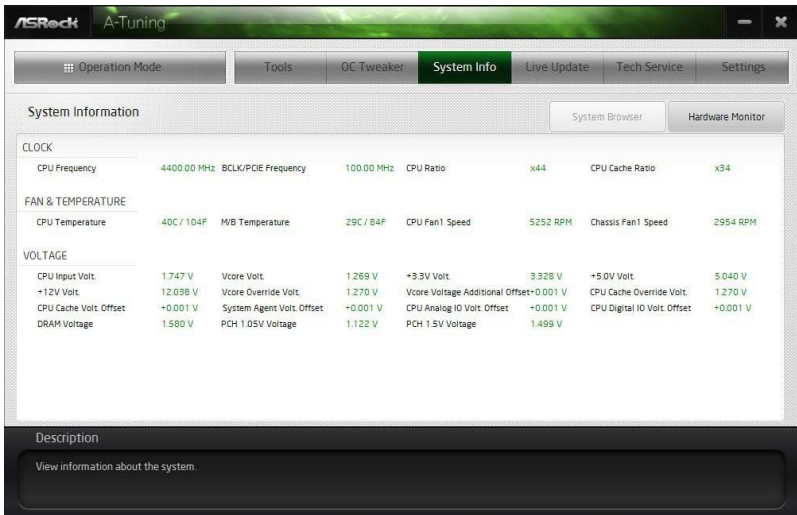 ASRock A-Tuning
Operation Mode Tools OC Tweaker System Info Live Update Tech Service Settings
System Information System Browser Hardware Monitor
CLOCK
CPU Frequency 4400.00 MHz BCLK/PCIE Frequency 100.00 MHz CPU Ratio x44 CPU Cache Ratio x34
FAN & TEMPERATURE
CPU Temperature 40C / 104F M/B Temperature 29C / 84F CPU Fan1 Speed 5252 RPM Chassis Fan1 Speed 2954 RPM
VOLTAGE
CPU Input Volt. 1.747 V Vcore Volt. 1.269 V +3.3V Volt. 3.328 V +5.0V Volt. 5.040 V
+12V Volt. 12.038 V Vcore Override Volt. 1.270 V Vcore Voltage Additional Offset+0.001 V CPU Cache Override Volt. 1.270 V
CPU Cache Volt. Offset +0.001 V System Agent Volt. Offset +0.001 V CPU Analog IO Volt. Offset +0.001 V CPU Digital IO Volt. Offset +0.001 V
DRAM Voltage 1.580 V PCH 1.05V Voltage 1.122 V PCH 1.5V Voltage 1.499 V
Description
View information about the system.